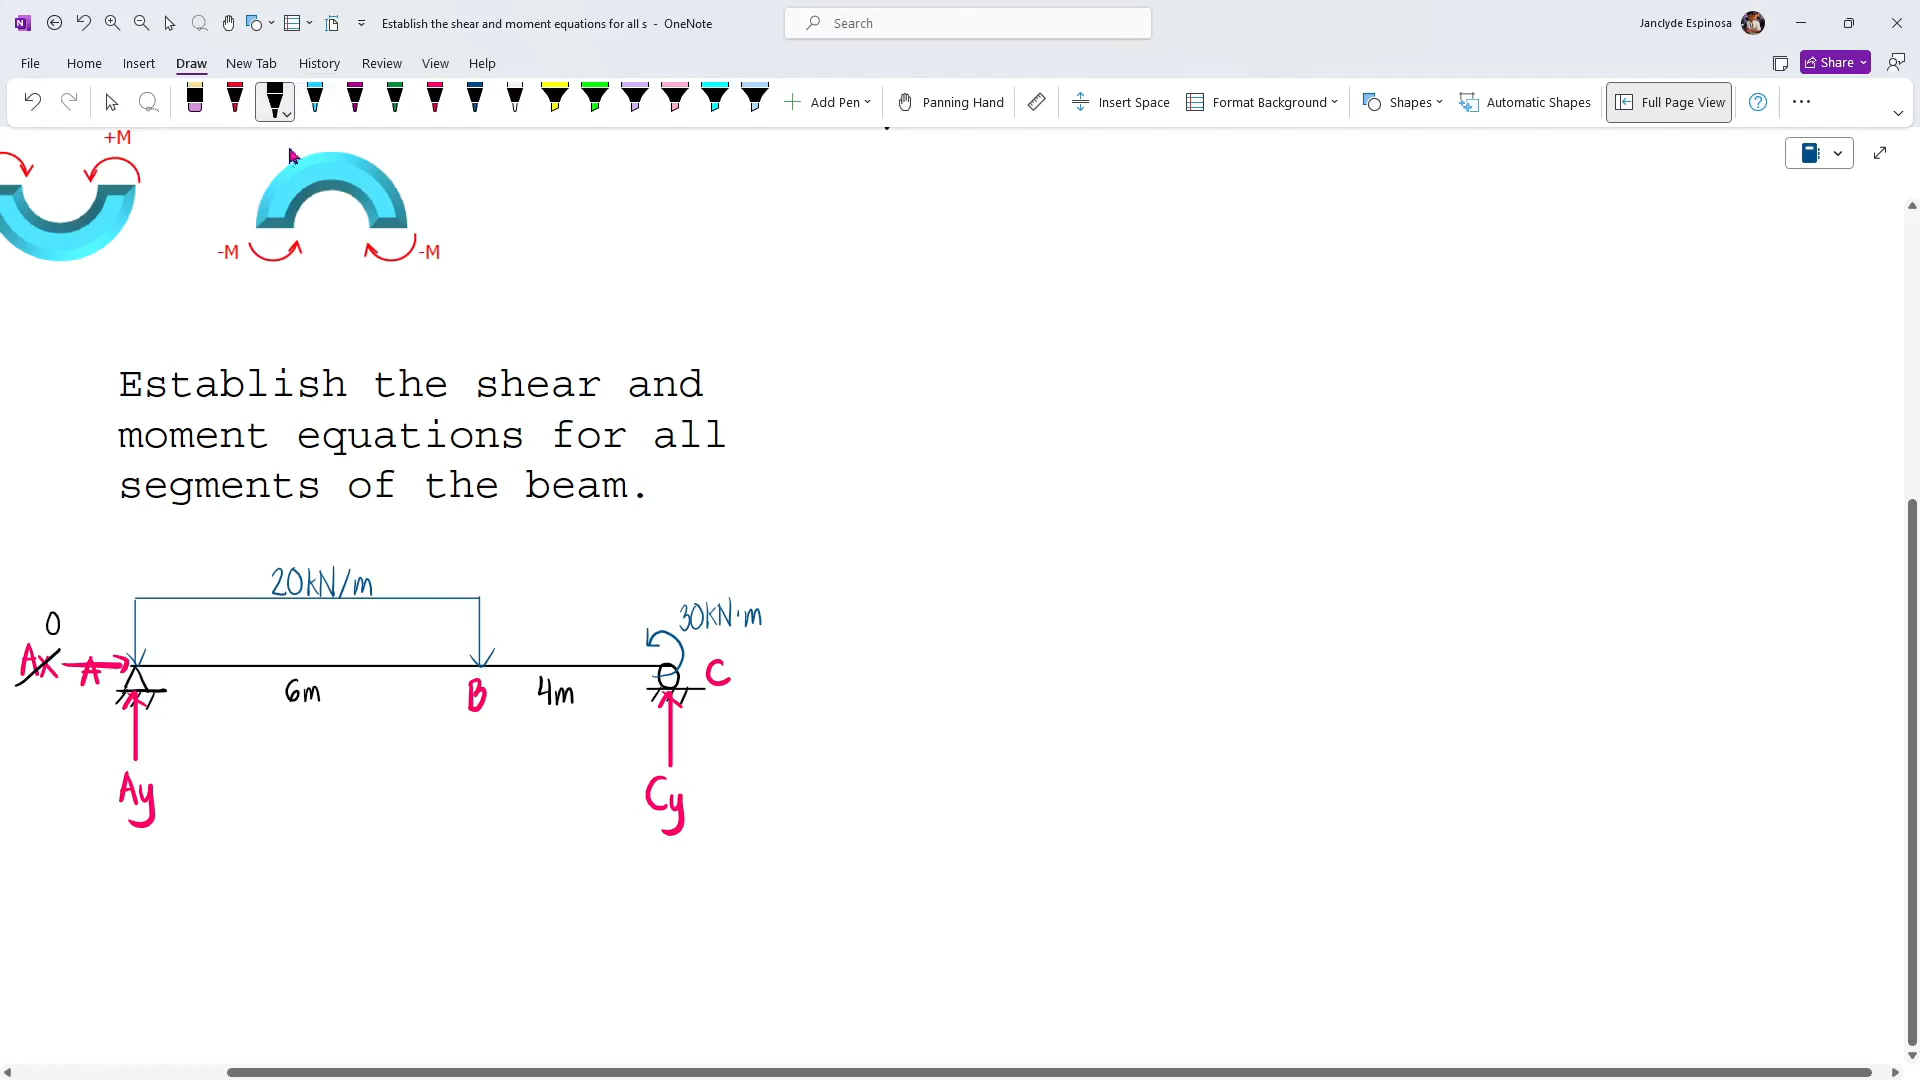 Establish the shear and moment equations for all s - OneNote
Search
Janclyde Espinosa
File Home Insert Draw New Tab History Review View Help
Share
Add Pen Panning Hand Insert Space Format Background Shapes Automatic Shapes Full Page View
+M
-M -M
Establish the shear and
moment equations for all
segments of the beam.
20kN/m
0
30kN·m
Ax A
C
6m B 4m
Ay Cy